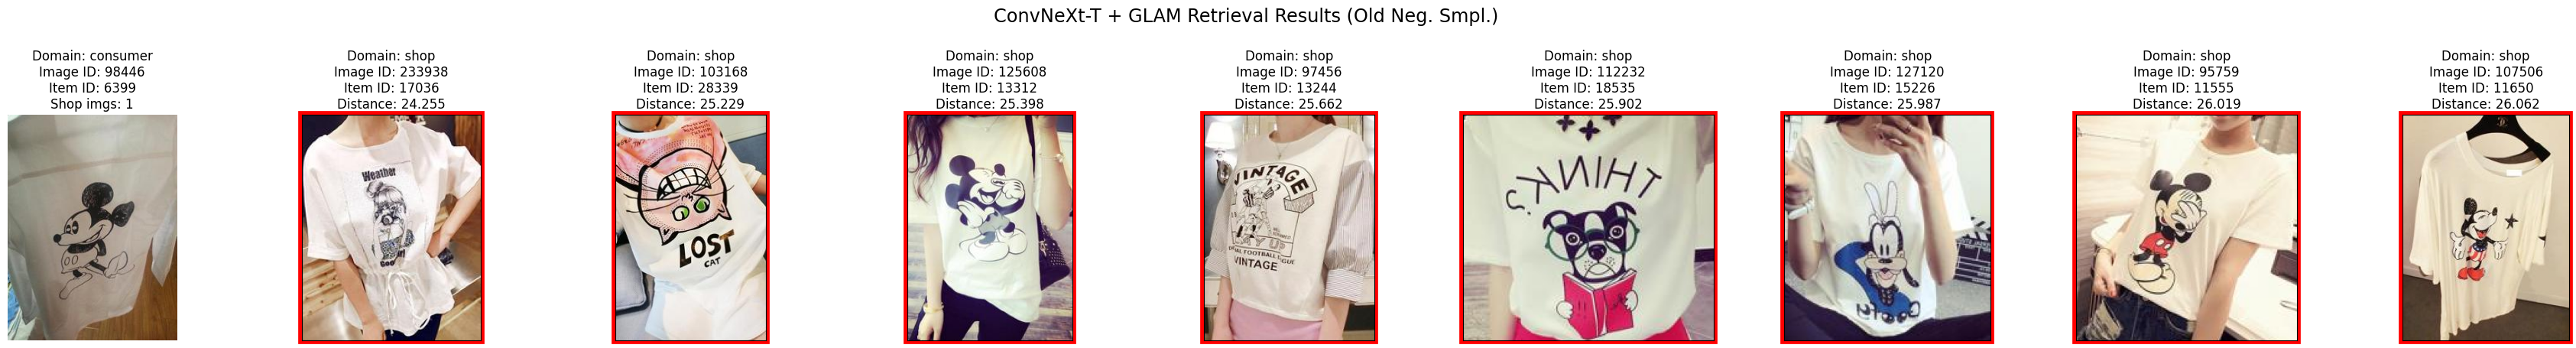 ConvNeXt-T + GLAM Retrieval Results (Old Neg. Smpl.)
Domain: consumer
Image ID: 98446
Item ID: 6399
Shop imgs: 1
Domain: shop
Image ID: 233938
Item ID: 17036
Distance: 24.255
Domain: shop
Image ID: 103168
Item ID: 28339
Distance: 25.229
Domain: shop
Image ID: 125608
Item ID: 13312
Distance: 25.398
Domain: shop
Image ID: 97456
Item ID: 13244
Distance: 25.662
Domain: shop
Image ID: 112232
Item ID: 18535
Distance: 25.902
Domain: shop
Image ID: 127120
Item ID: 15226
Distance: 25.987
Domain: shop
Image ID: 95759
Item ID: 11555
Distance: 26.019
Domain: shop
Image ID: 107506
Item ID: 11650
Distance: 26.062
Weather
LOST
CAT
VINTAGE
VINTAGE
THINK?